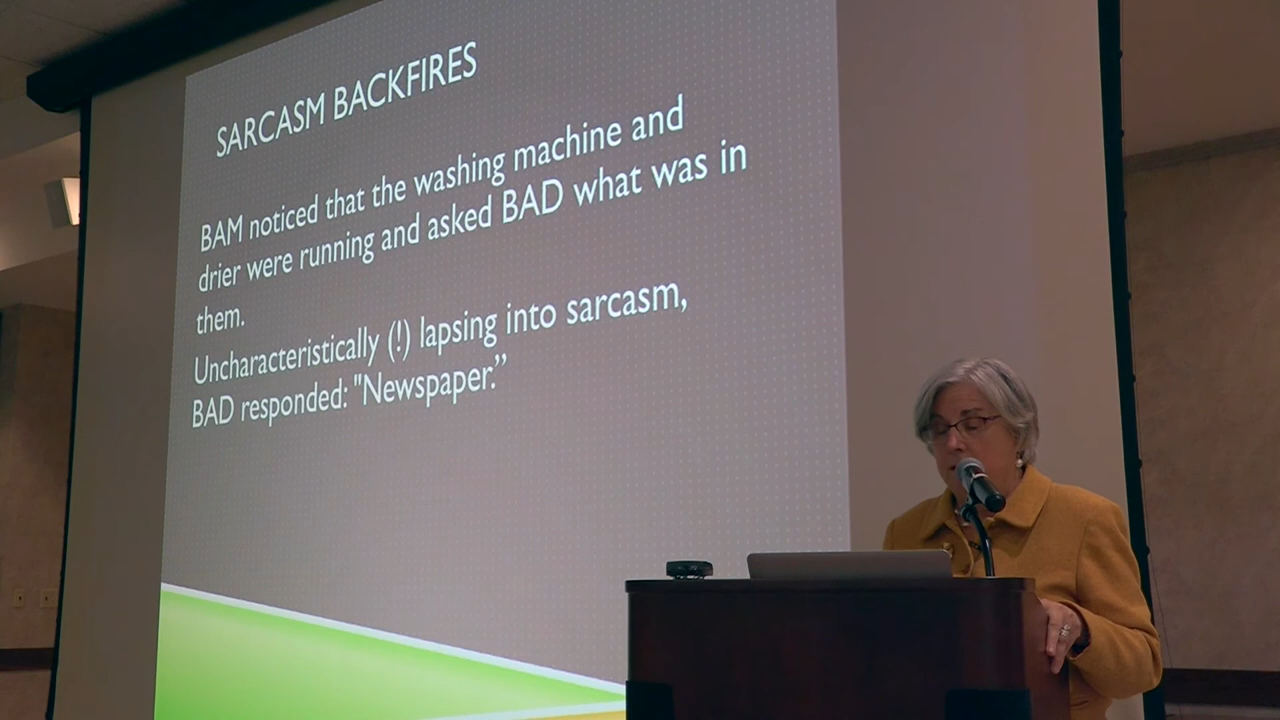 SARCASM BACKFIRES
BAM noticed that the washing machine and
drier were running and asked BAD what was in
them.
Uncharacteristically (!) lapsing into sarcasm,
BAD responded: "Newspaper.”